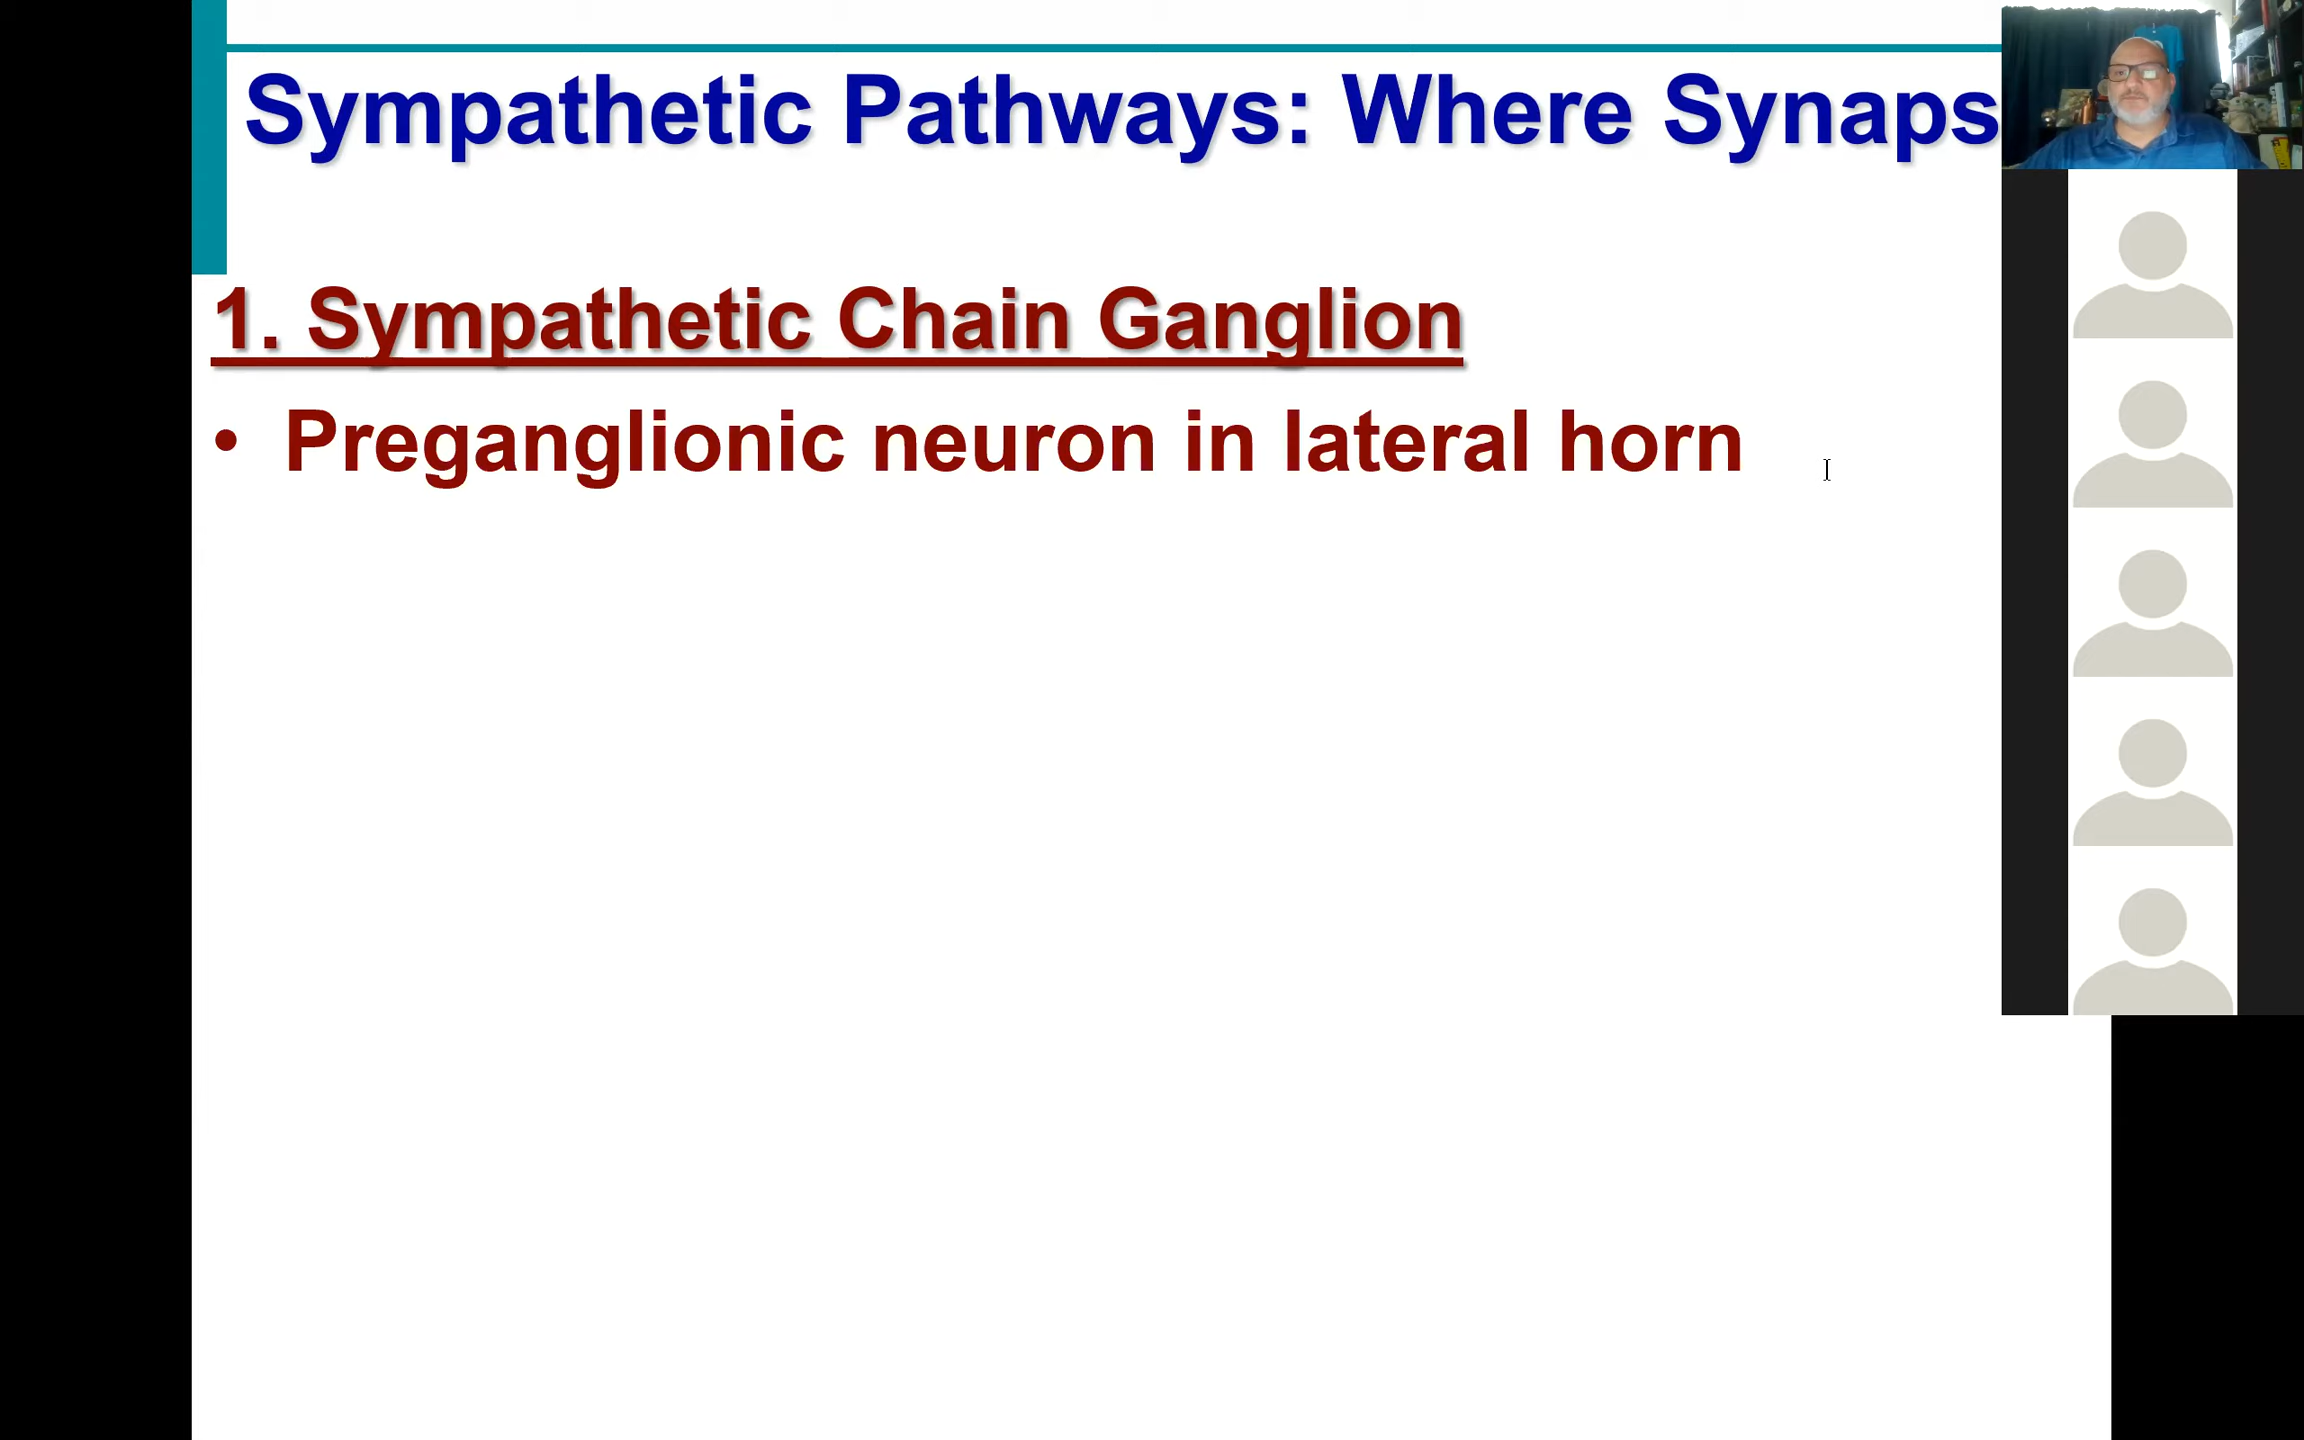 Sympathetic Pathways: Where Synaps
1. Sympathetic Chain Ganglion
• Preganglionic neuron in lateral horn